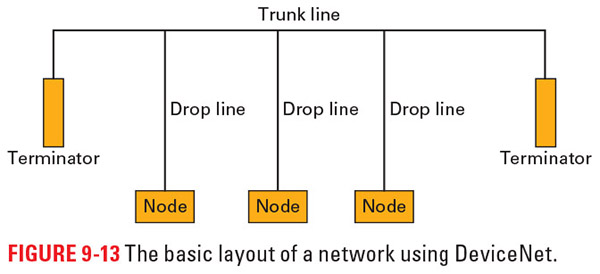 Trunk line
Drop line Drop line Drop line
Terminator Terminator
Node Node Node
FIGURE 9-13 The basic layout of a network using DeviceNet.